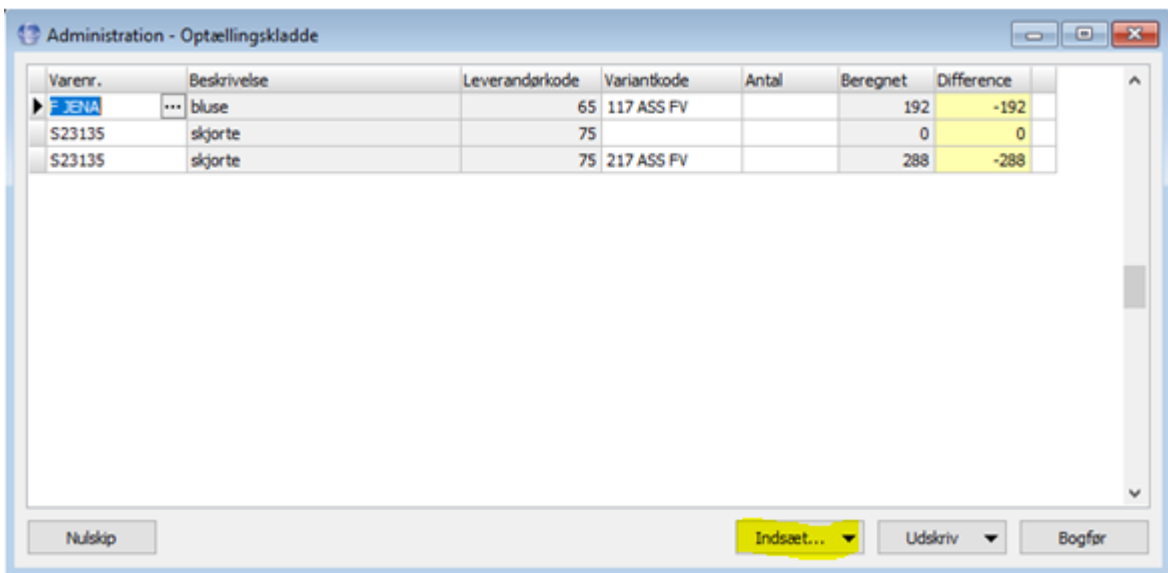 Administration - Optællingskladde
Varenr. Beskrivelse Leverandørkode Variantkode Antal Beregnet Difference
F JENA ... bluse 65 117 ASS FV 192 -192
S23135 skjorte 75 0 0
S23135 skjorte 75 217 ASS FV 288 -288
Nulskip Indsæt... Udskriv Bogfør